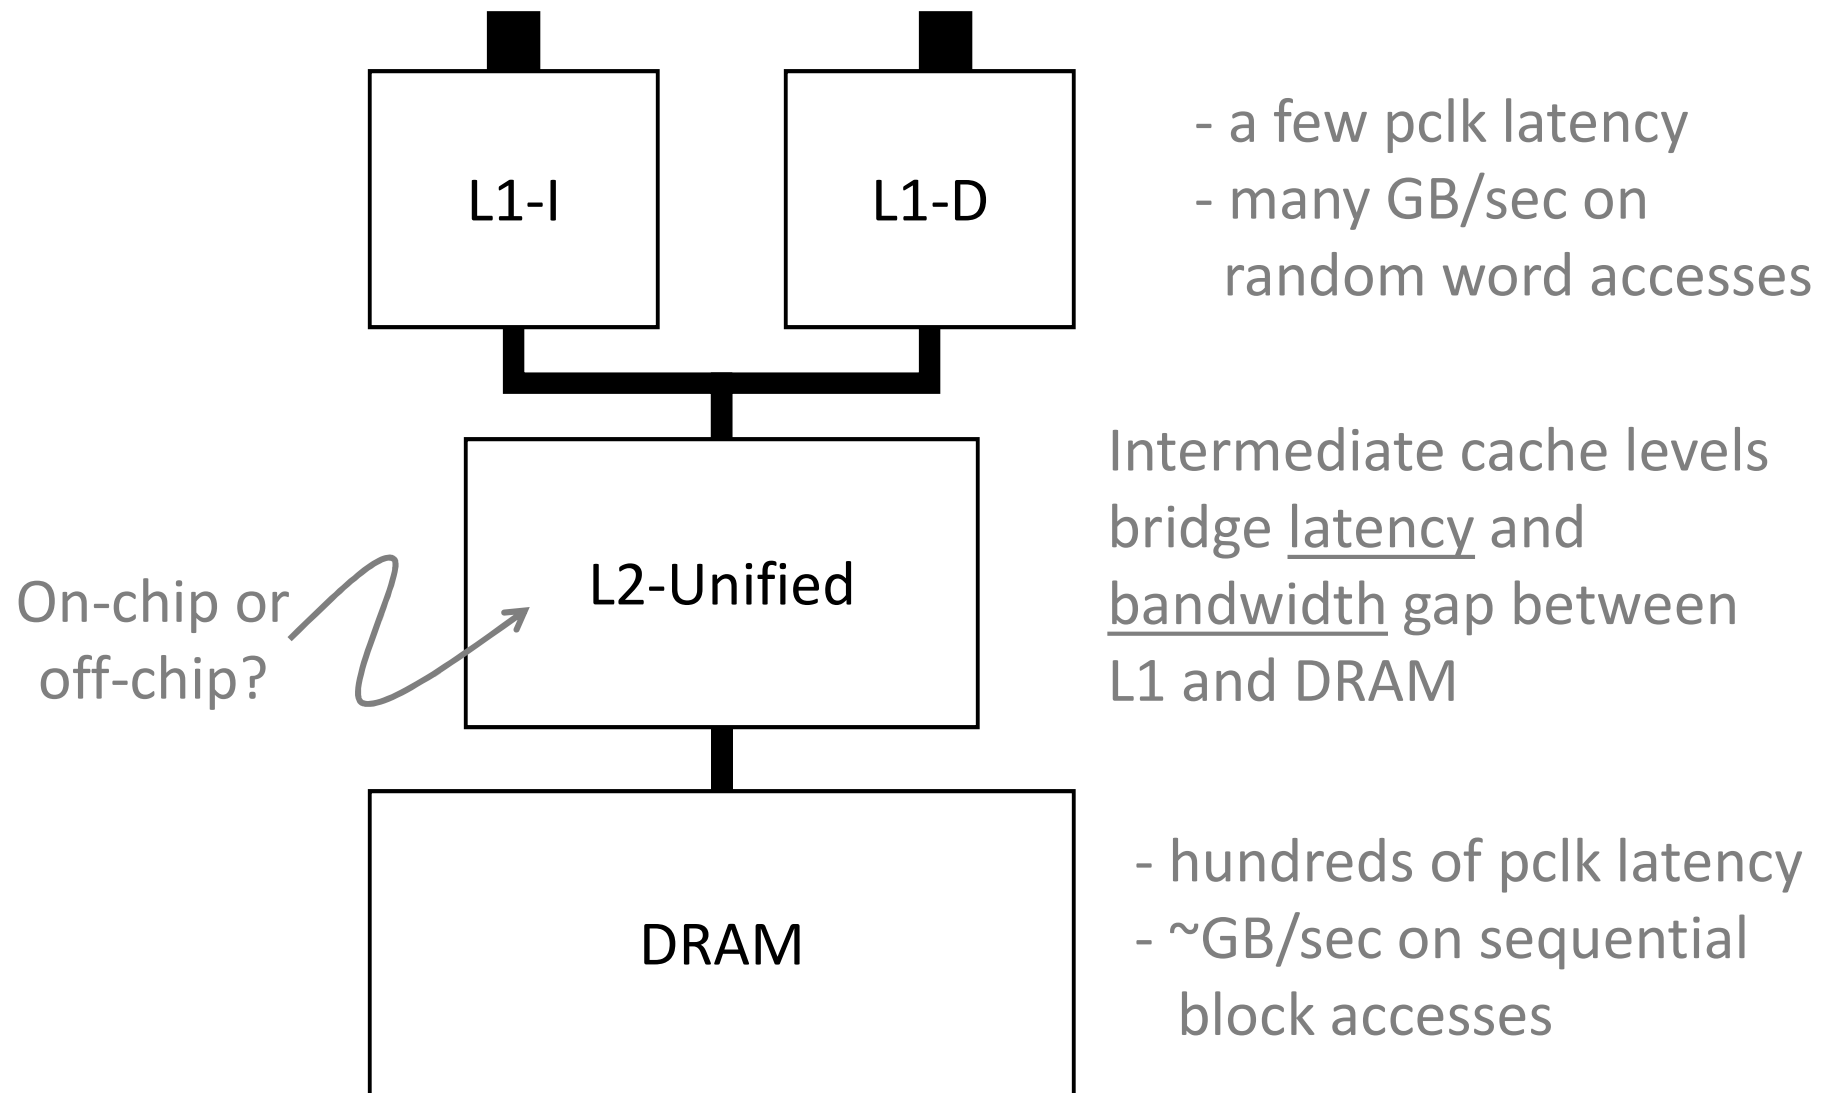 L1-I
L1-D
- a few pclk latency
- many GB/sec on
random word accesses
Intermediate cache levels
bridge latency and
bandwidth gap between
L1 and DRAM
L2-Unified
On-chip or
off-chip?
DRAM
- hundreds of pclk latency
- ~GB/sec on sequential
block accesses